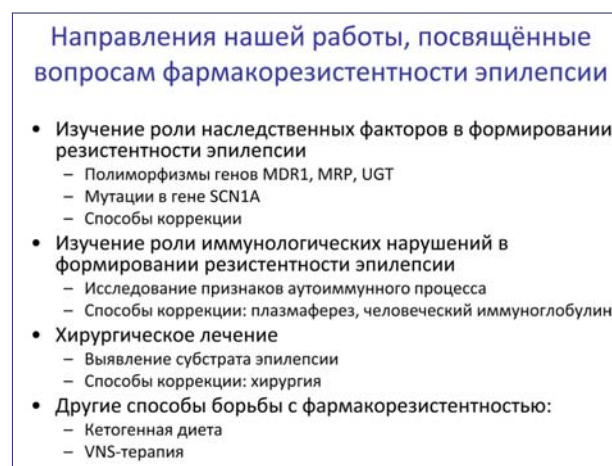 Направления нашей работы, посвящённые
вопросам фармакорезистентности эпилепсии
• Изучение роли наследственных факторов в формировании
резистентности эпилепсии
– Полиморфизмы генов MDR1, MRP, UGT
– Мутации в гене SCN1A
– Способы коррекции
• Изучение роли иммунологических нарушений в
формировании резистентности эпилепсии
– Исследование признаков аутоиммунного процесса
– Способы коррекции: плазмаферез, человеческий иммуноглобулин
• Хирургическое лечение
– Выявление субстрата эпилепсии
– Способы коррекции: хирургия
• Другие способы борьбы с фармакорезистентностью:
– Кетогенная диета
– VNS-терапия